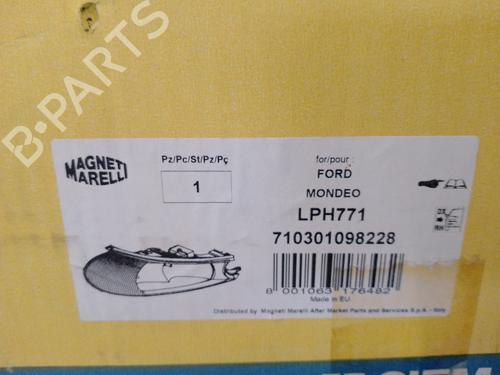 B-PARTS
MAGNETI
MARELLI
Pz/Pc/St/Pz/Pç
1
for/pour :
FORD
MONDEO
LPH771
710301098228
8 001063 176482
Made in EU
Distributed by Magneti Marelli After Market Parts and Services S.p.A. - Italy